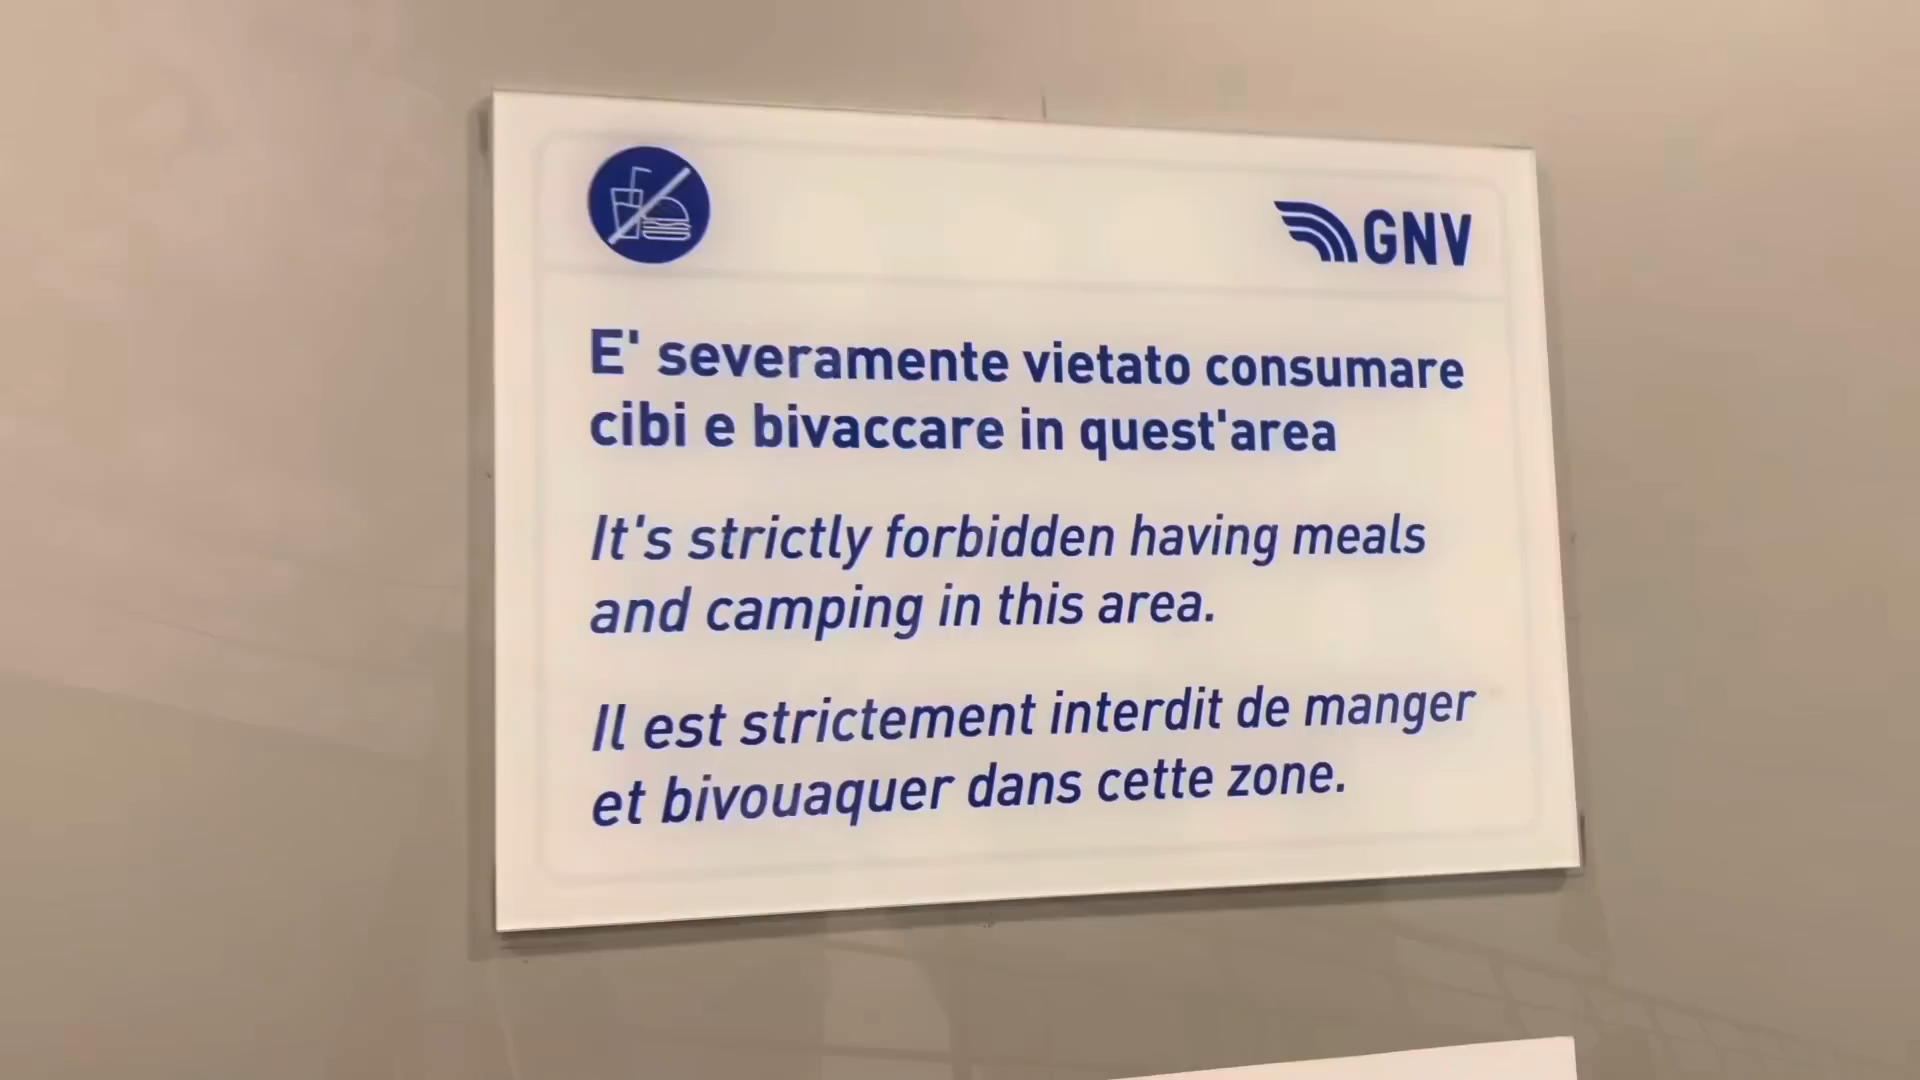 GNV
E' severamente vietato consumare
cibi e bivaccare in quest'area
It's strictly forbidden having meals
and camping in this area.
Il est strictement interdit de manger
et bivouaquer dans cette zone.